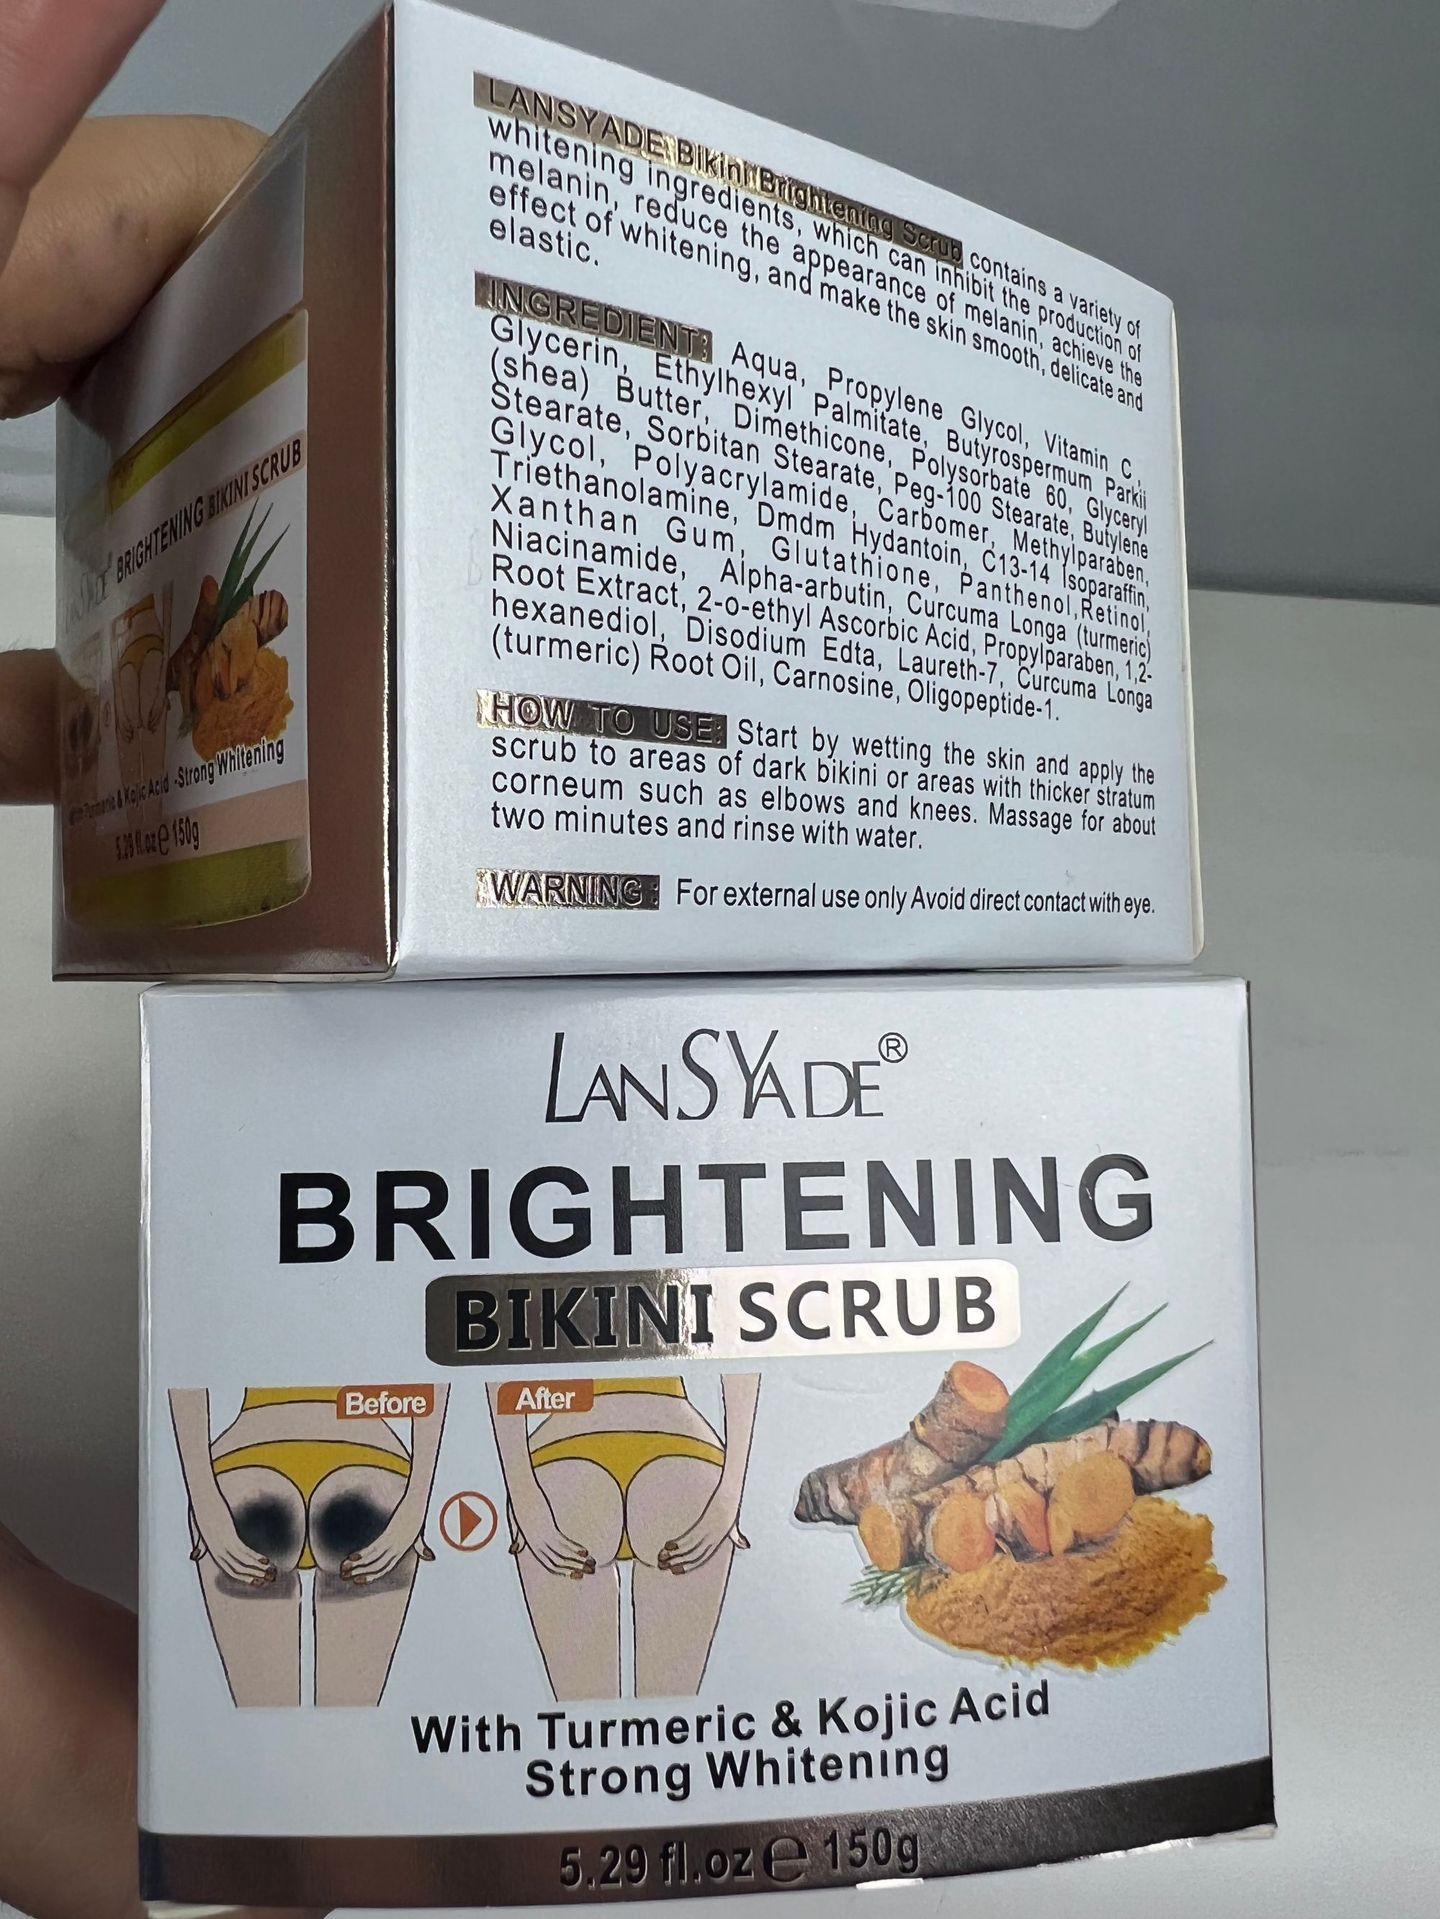 LANSYADE Bikini Brightening Scrub contains a variety of
whitening ingredients, which can inhibit the production of
melanin, reduce the appearance of melanin, achieve the
effect of whitening, and make the skin smooth, delicate and
elastic.
INGREDIENT: Aqua, Propylene Glycol, Vitamin C,
Glycerin, Ethylhexyl Palmitate, Butyrospermum Parkii
(shea) Butter, Dimethicone, Polysorbate 60, Glyceryl
Stearate, Sorbitan Stearate, Peg-100 Stearate, Butylene
Glycol, Polyacrylamide, Carbomer, Methylparaben,
Triethanolamine, Dmdm Hydantoin, C13-14 Isoparaffin,
Xanthan Gum, Glutathione, Panthenol, Retinol,
Niacinamide, Alpha-arbutin, Curcuma Longa (turmeric)
Root Extract, 2-o-ethyl Ascorbic Acid, Propylparaben, 1,2-
hexanediol, Disodium Edta, Laureth-7, Curcuma Longa
(turmeric) Root Oil, Carnosine, Oligopeptide-1.
HOW TO USE: Start by wetting the skin and apply the
scrub to areas of dark bikini or areas with thicker stratum
corneum such as elbows and knees. Massage for about
two minutes and rinse with water.
WARNING: For external use only Avoid direct contact with eye.
BRIGHTENING BIKINI SCRUB
Turmeric & Kojic Acid -Strong Whitening
5.29 fl.oz e 150g
LANSYADE®
BRIGHTENING
BIKINI SCRUB
Before
After
With Turmeric & Kojic Acid
Strong Whitening
5.29 fl.oz e 150g